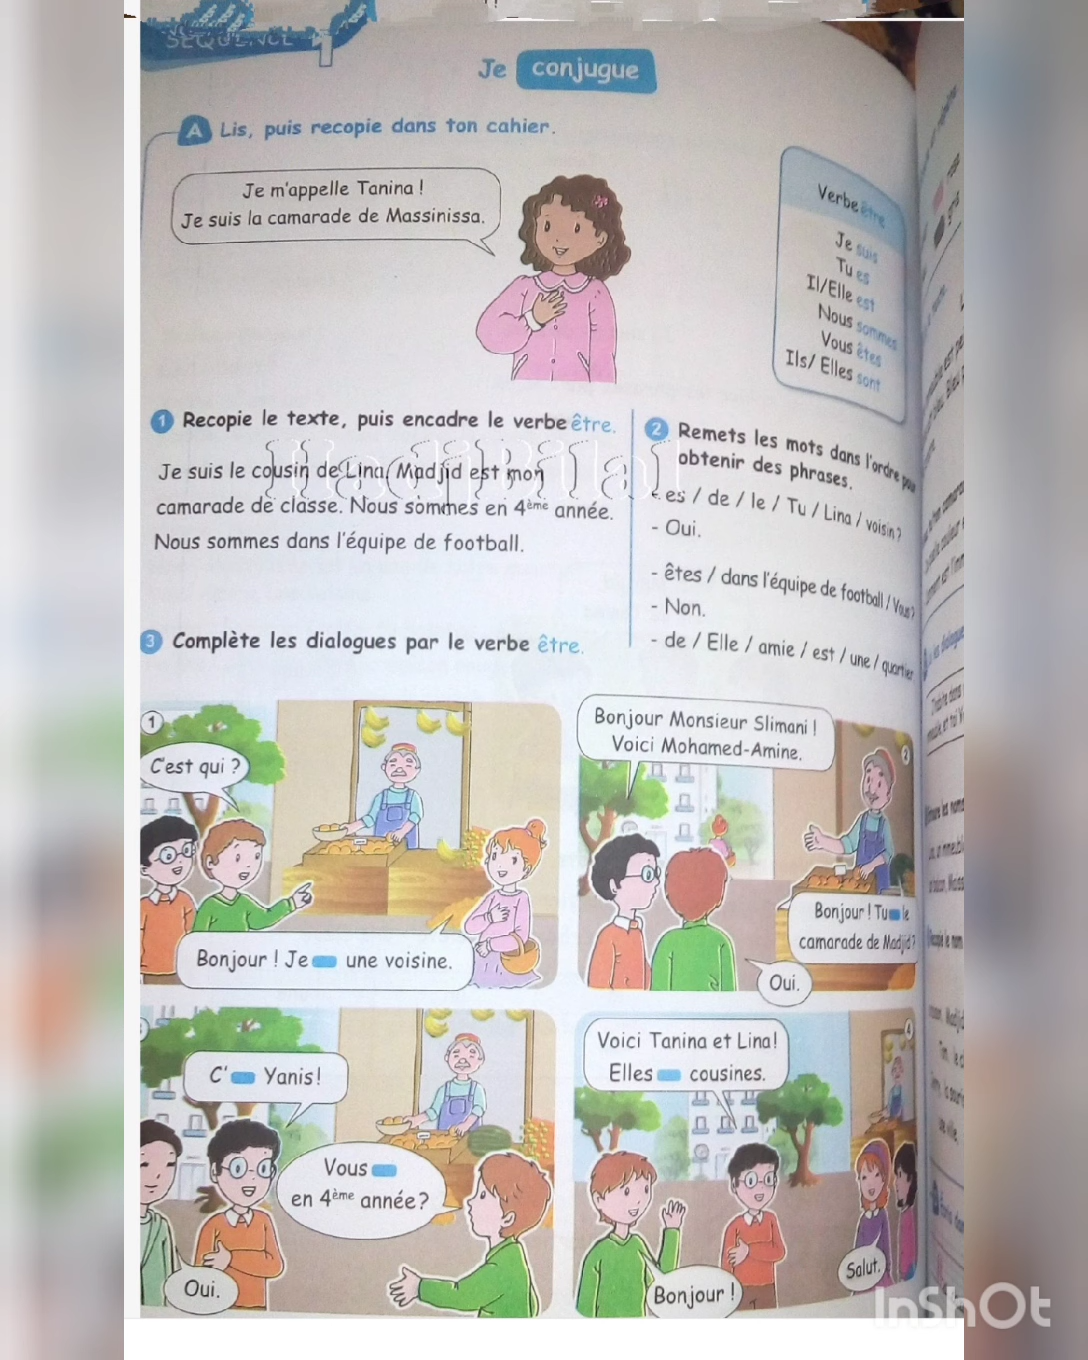 SEQUENCE 1
Je conjugue
A Lis, puis recopie dans ton cahier.
Je m'appelle Tanina !
Je suis la camarade de Massinissa.
Verbe être
Je suis
Tu es
Il/Elle est
Nous sommes
Vous êtes
Ils/ Elles sont
1 Recopie le texte, puis encadre le verbe être.
Je suis le cousin de Lina. Madjid est mon
camarade de classe. Nous sommes en 4ème année.
Nous sommes dans l'équipe de football.
2 Remets les mots dans l'ordre pour
obtenir des phrases.
- es / de / le / Tu / Lina / voisin?
- Oui.
- êtes / dans l'équipe de football / Vous?
- Non.
- de / Elle / amie / est / une / quartier
3 Complète les dialogues par le verbe être.
1
C'est qui ?
Bonjour ! Je une voisine.
2
Bonjour Monsieur Slimani !
Voici Mohamed-Amine.
Bonjour ! Tu le
camarade de Madjid?
Oui.
C' Yanis!
Vous
en 4ème année?
Oui.
4
Voici Tanina et Lina!
Elles cousines.
Salut.
Bonjour !
InShOt